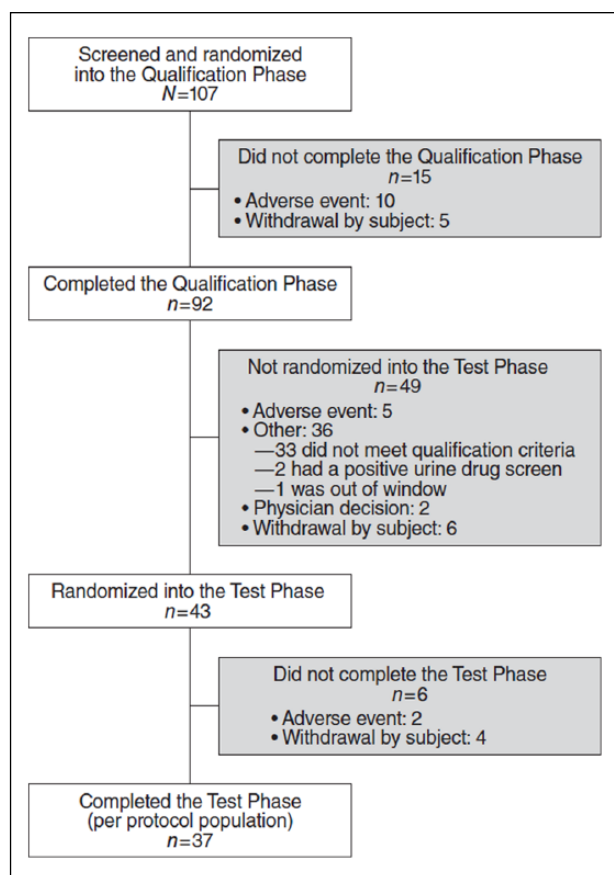 Screened and randomized
into the Qualification Phase
N=107
Did not complete the Qualification Phase
n=15
• Adverse event: 10
• Withdrawal by subject: 5
Completed the Qualification Phase
n=92
Not randomized into the Test Phase
n=49
• Adverse event: 5
• Other: 36
—33 did not meet qualification criteria
—2 had a positive urine drug screen
—1 was out of window
• Physician decision: 2
• Withdrawal by subject: 6
Randomized into the Test Phase
n=43
Did not complete the Test Phase
n=6
• Adverse event: 2
• Withdrawal by subject: 4
Completed the Test Phase
(per protocol population)
n=37